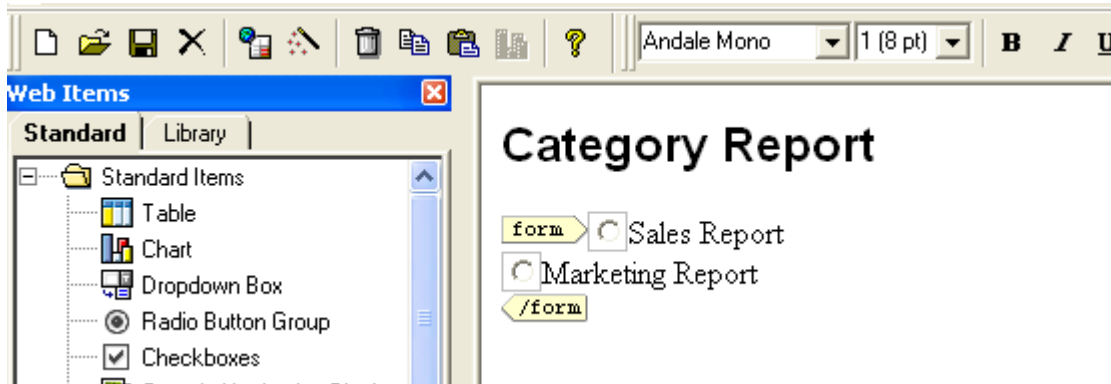 Andale Mono 1 (8 pt) B I U
Web Items
Standard Library
Standard Items
Table
Chart
Dropdown Box
Radio Button Group
Checkboxes
Category Report
form Sales Report
Marketing Report
/form